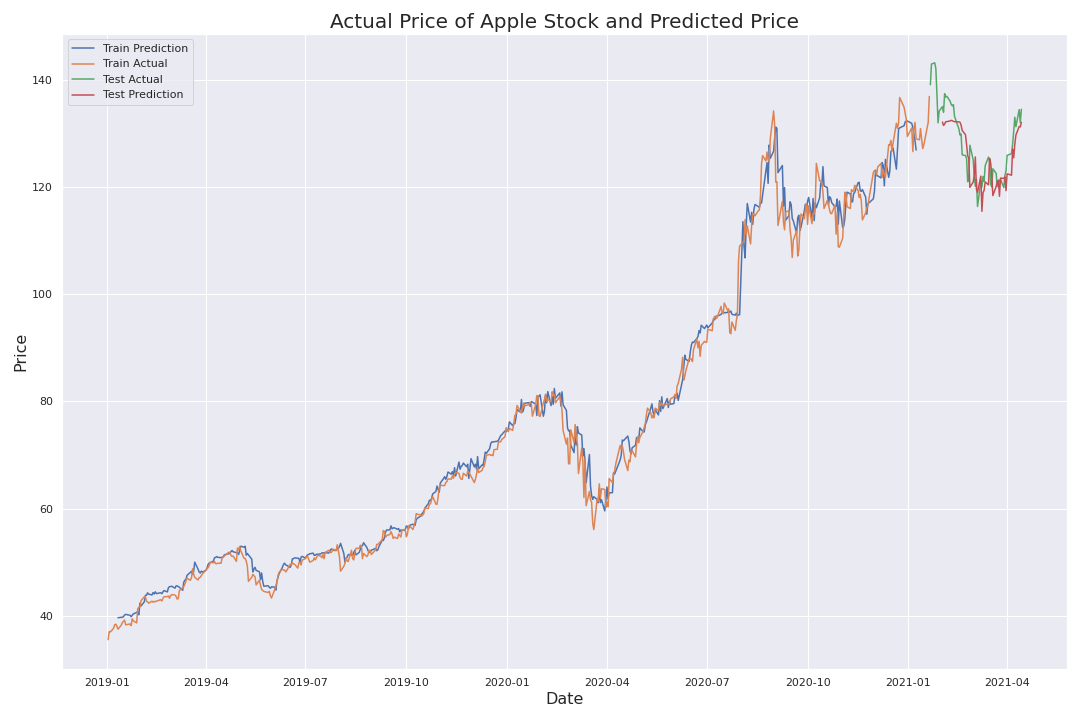 Actual Price of Apple Stock and Predicted Price
Train Prediction
Train Actual
Test Actual
Test Prediction
140
120
100
80
60
40
Price
2019-01 2019-04 2019-07 2019-10 2020-01 2020-04 2020-07 2020-10 2021-01 2021-04
Date